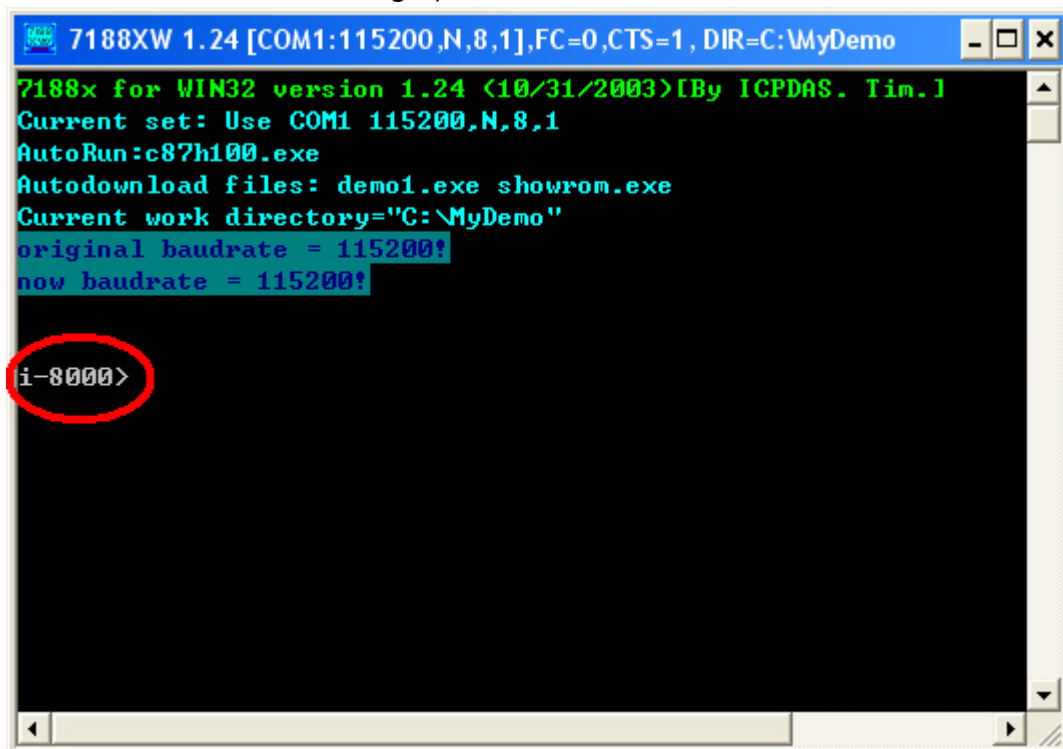 7188XW 1.24 [COM1:115200,N,8,1],FC=0,CTS=1, DIR=C:\MyDemo
7188x for WIN32 version 1.24 (10/31/2003)[By ICPDAS. Tim.]
Current set: Use COM1 115200,N,8,1
AutoRun:c87h100.exe
Autodownload files: demo1.exe showrom.exe
Current work directory="C:\MyDemo"
original baudrate = 115200!
now baudrate = 115200!
i-8000>